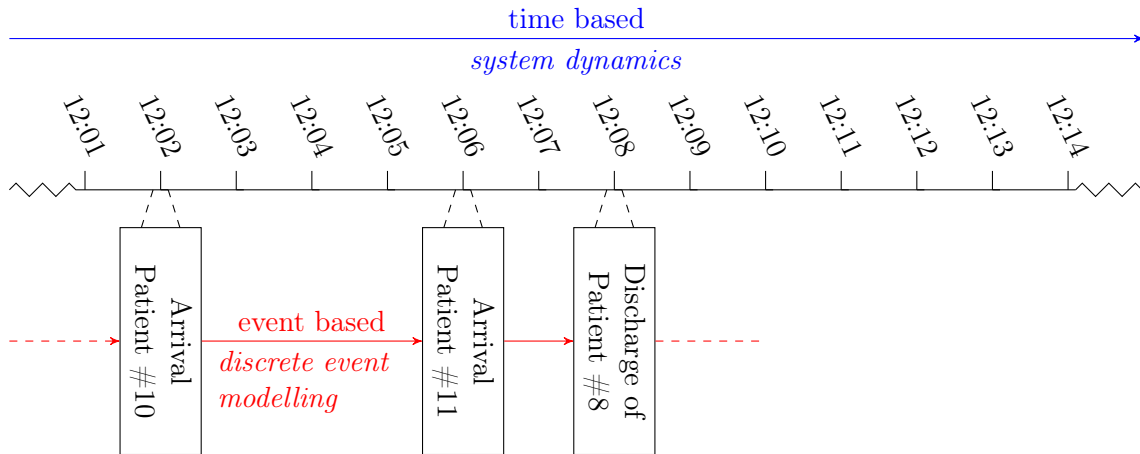 time based
system dynamics
12:01
12:02
12:03
12:04
12:05
12:06
12:07
12:08
12:09
12:10
12:11
12:12
12:13
12:14
Arrival
Patient #10
event based
discrete event
modelling
Arrival
Patient #11
Discharge of
Patient #8